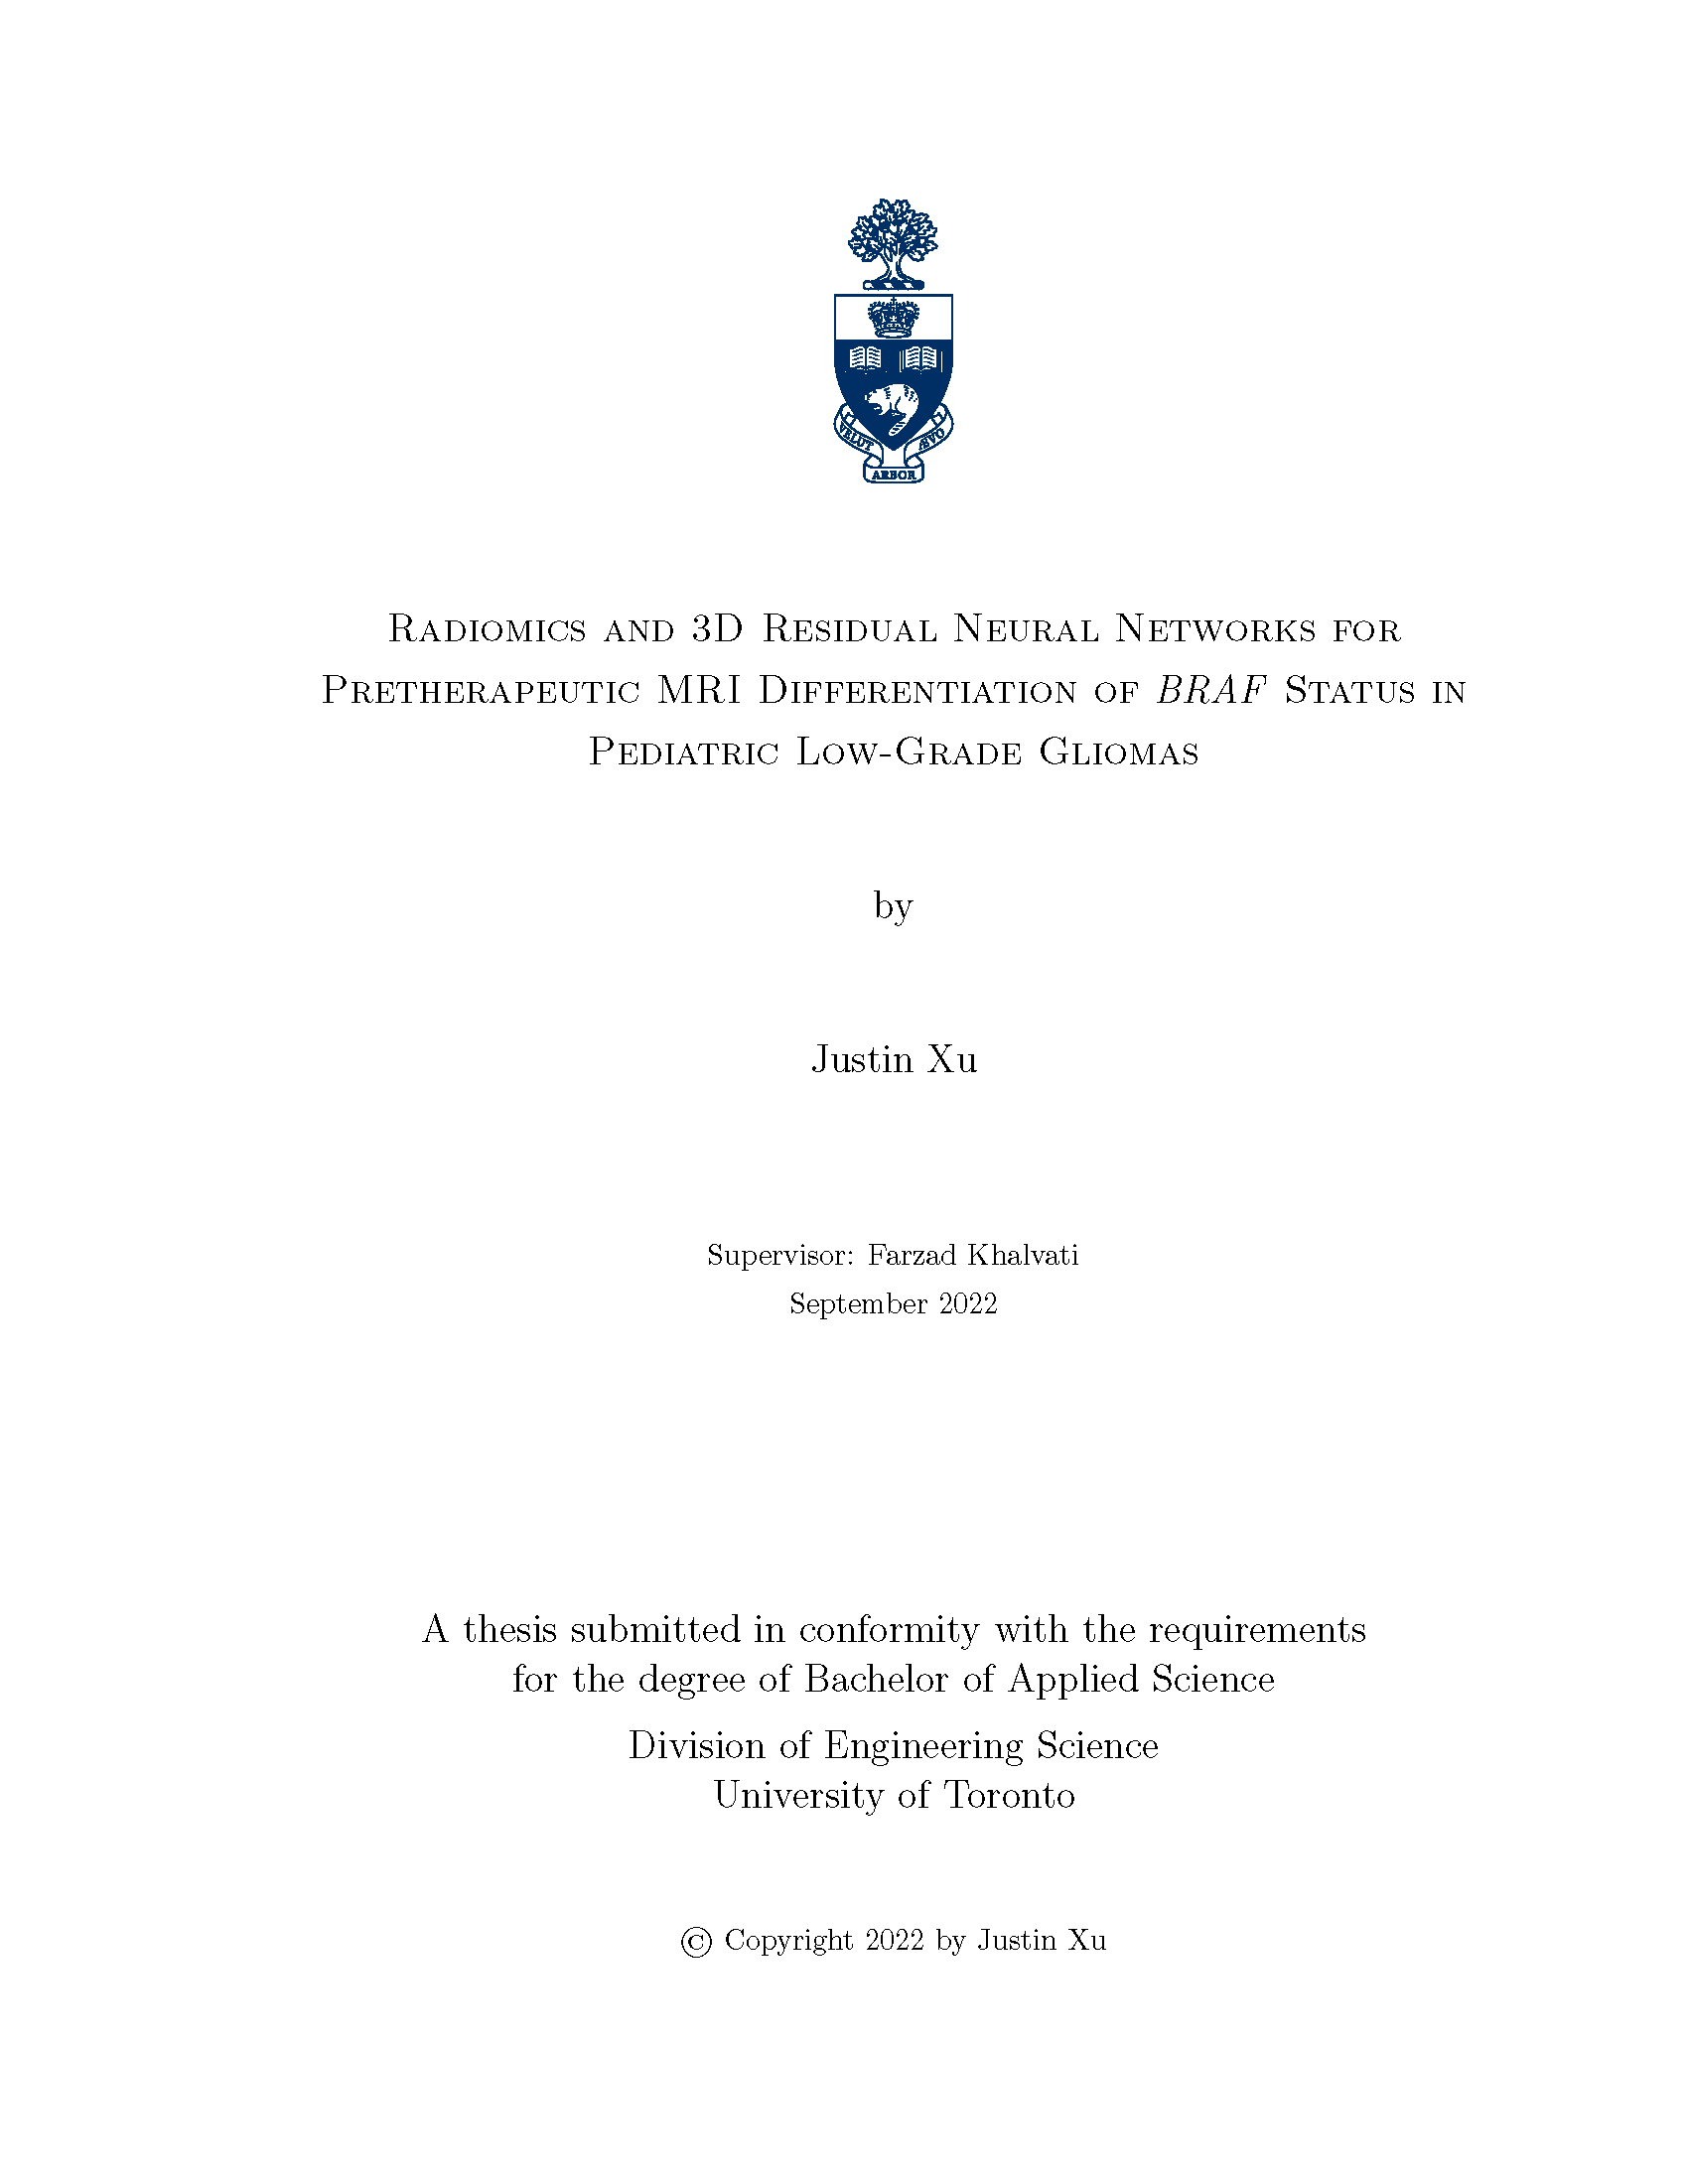 VELUT ARBOR ÆVO
Radiomics and 3D Residual Neural Networks for
Pretherapeutic MRI Differentiation of BRAF Status in
Pediatric Low-Grade Gliomas
by
Justin Xu
Supervisor: Farzad Khalvati
September 2022
A thesis submitted in conformity with the requirements
for the degree of Bachelor of Applied Science
Division of Engineering Science
University of Toronto
© Copyright 2022 by Justin Xu